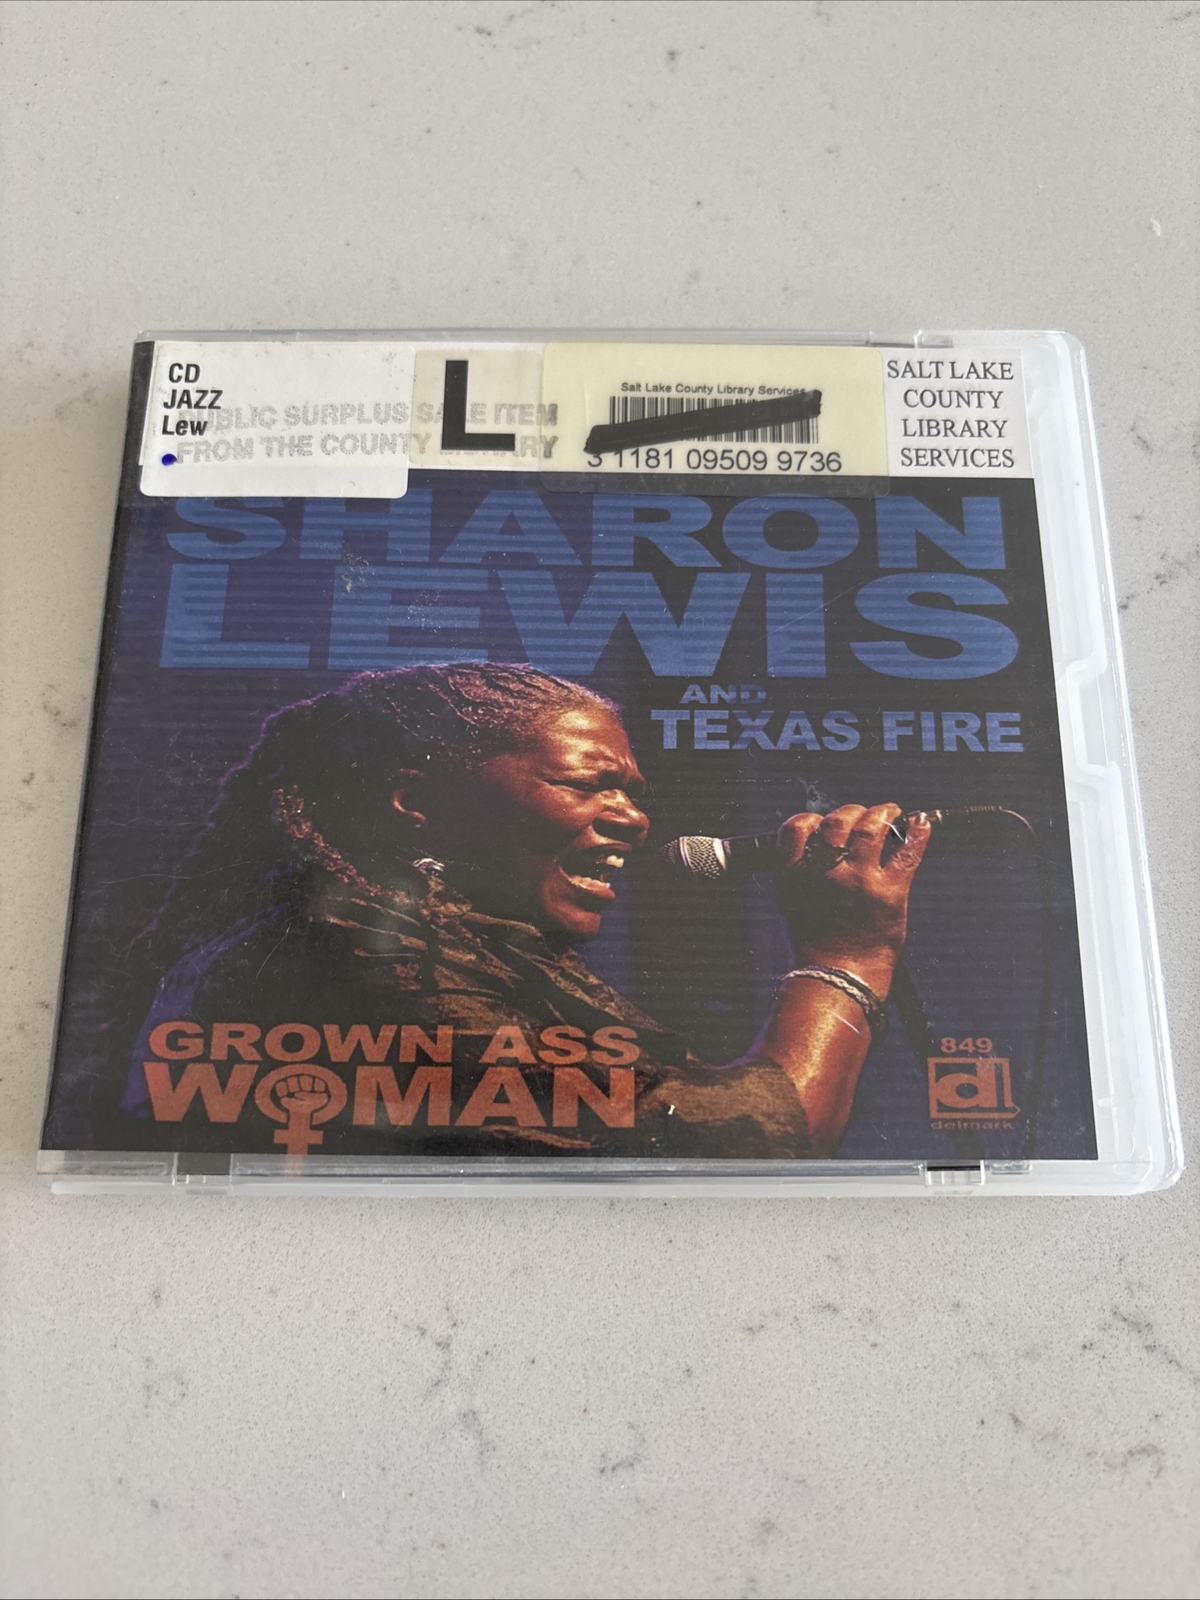 CD
JAZZ
Lew
PUBLIC SURPLUS SALE ITEM
FROM THE COUNTY LIBRARY
L
Salt Lake County Library Services
3 1181 09509 9736
SALT LAKE
COUNTY
LIBRARY
SERVICES
SHARON
LEWIS
AND
TEXAS FIRE
GROWN ASS
WOMAN
849
dl
delmark